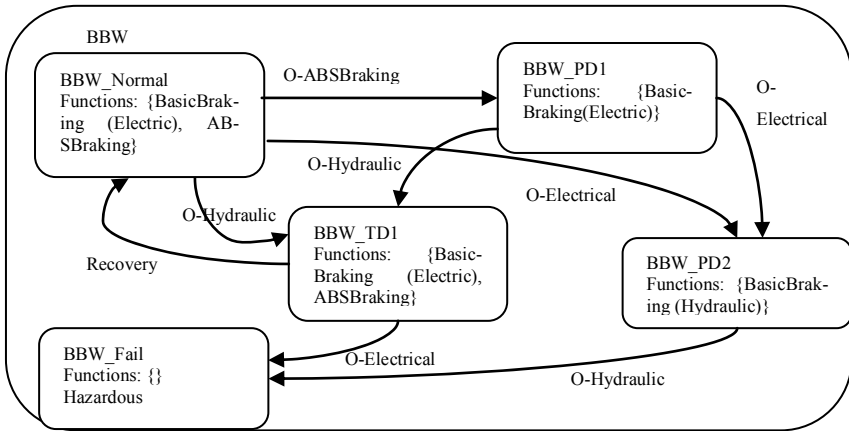 BBW
BBW_Normal
Functions: {BasicBrak-
ing (Electric), AB-
SBraking}
O-ABSBraking
BBW_PD1
Functions: {Basic-
Braking(Electric)}
O-
Electrical
O-Hydraulic
O-Hydraulic
O-Electrical
Recovery
BBW_TD1
Functions: {Basic-
Braking (Electric),
ABSBraking}
BBW_PD2
Functions: {BasicBrak-
ing (Hydraulic)}
BBW_Fail
Functions: {}
Hazardous
O-Electrical
O-Hydraulic